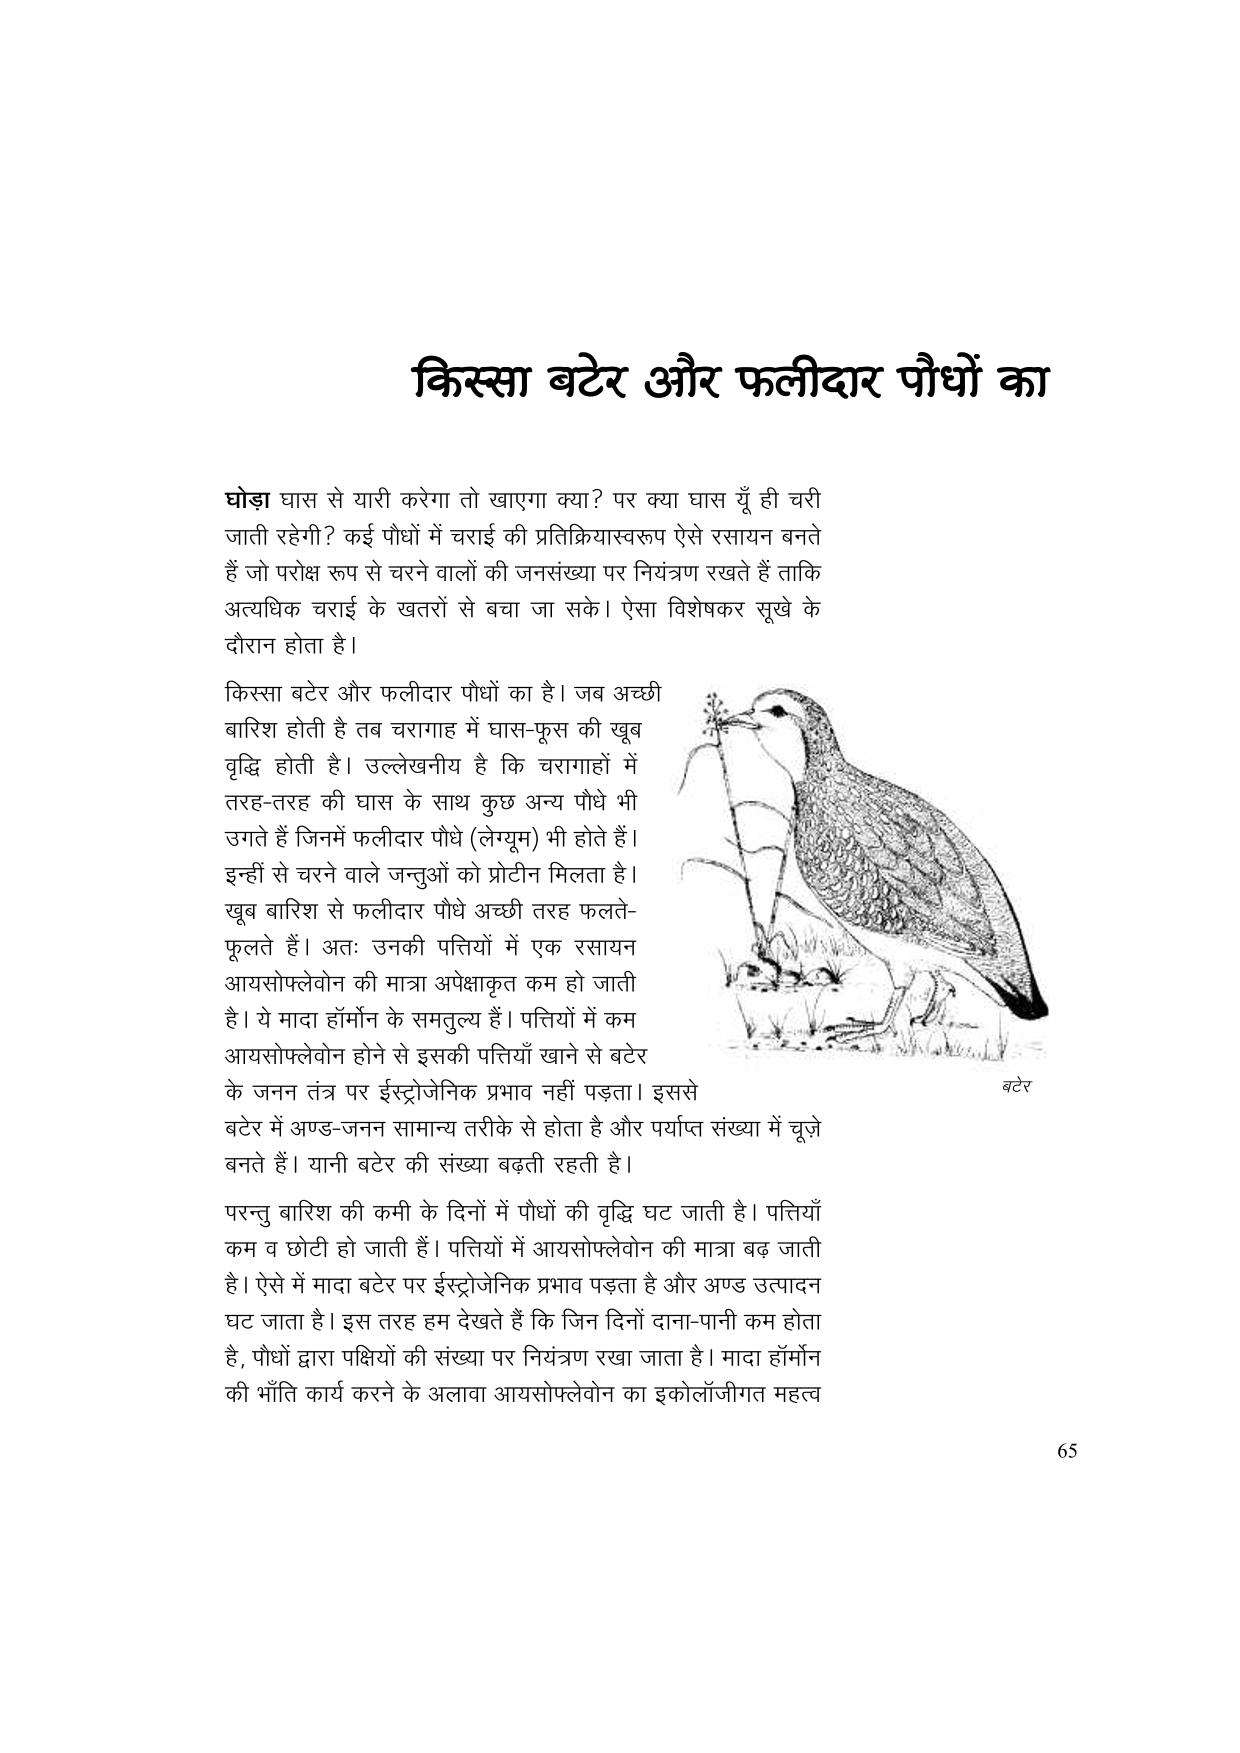 किस्सा बटेर और फलीदार पौधों का
घोड़ा घास से यारी करेगा तो खाएगा क्या? पर क्या घास यूँ ही चरी
जाती रहेगी? कई पौधों में चराई की प्रतिक्रियास्वरूप ऐसे रसायन बनते
हैं जो परोक्ष रूप से चरने वालों की जनसंख्या पर नियंत्रण रखते हैं ताकि
अत्यधिक चराई के खतरों से बचा जा सके। ऐसा विशेषकर सूखे के
दौरान होता है।
किस्सा बटेर और फलीदार पौधों का है। जब अच्छी
बारिश होती है तब चरागाह में घास-फूस की खूब
वृद्धि होती है। उल्लेखनीय है कि चरागाहों में
तरह-तरह की घास के साथ कुछ अन्य पौधे भी
उगते हैं जिनमें फलीदार पौधे (लेग्यूम) भी होते हैं।
इन्हीं से चरने वाले जन्तुओं को प्रोटीन मिलता है।
खूब बारिश से फलीदार पौधे अच्छी तरह फलते-
फूलते हैं। अतः उनकी पत्तियों में एक रसायन
आयसोफ्लेवोन की मात्रा अपेक्षाकृत कम हो जाती
है। ये मादा हॉर्मोन के समतुल्य हैं। पत्तियों में कम
आयसोफ्लेवोन होने से इसकी पत्तियाँ खाने से बटेर
के जनन तंत्र पर ईस्ट्रोजेनिक प्रभाव नहीं पड़ता। इससे
बटेर में अण्ड-जनन सामान्य तरीके से होता है और पर्याप्त संख्या में चूज़े
बनते हैं। यानी बटेर की संख्या बढ़ती रहती है।
बटेर
परन्तु बारिश की कमी के दिनों में पौधों की वृद्धि घट जाती है। पत्तियाँ
कम व छोटी हो जाती हैं। पत्तियों में आयसोफ्लेवोन की मात्रा बढ़ जाती
है। ऐसे में मादा बटेर पर ईस्ट्रोजेनिक प्रभाव पड़ता है और अण्ड उत्पादन
घट जाता है। इस तरह हम देखते हैं कि जिन दिनों दाना-पानी कम होता
है, पौधों द्वारा पक्षियों की संख्या पर नियंत्रण रखा जाता है। मादा हॉर्मोन
की भाँति कार्य करने के अलावा आयसोफ्लेवोन का इकोलॉजीगत महत्व
65